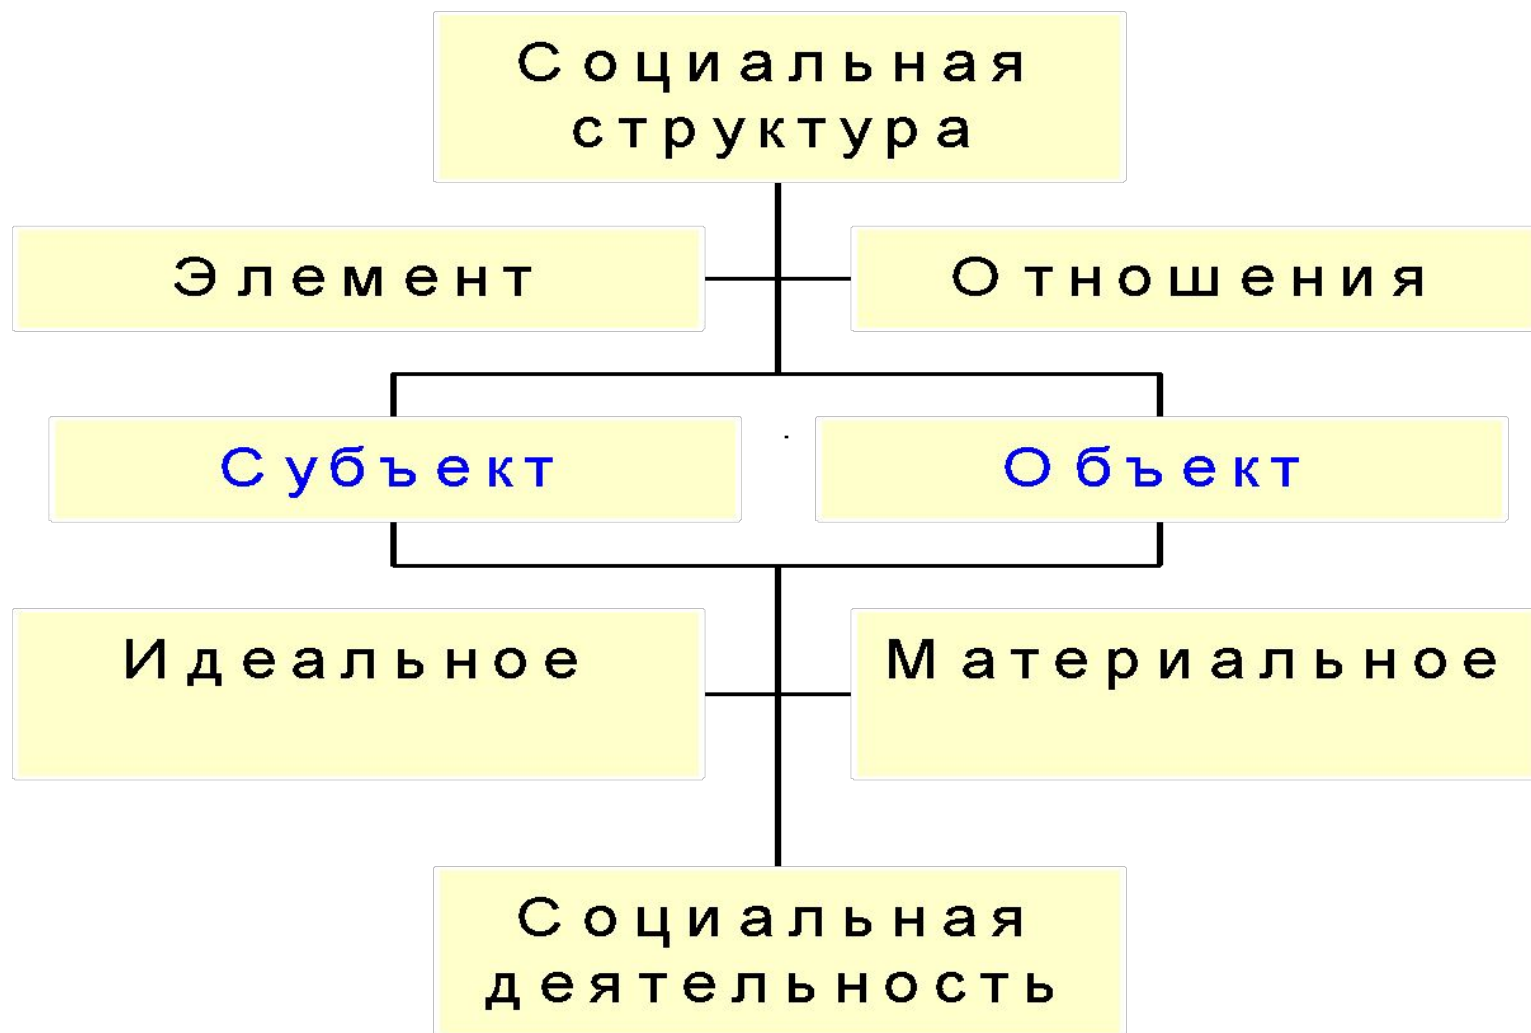 Социальная
структура
Элемент
Отношения
Субъект
Объект
Идеальное
Материальное
Социальная
деятельность